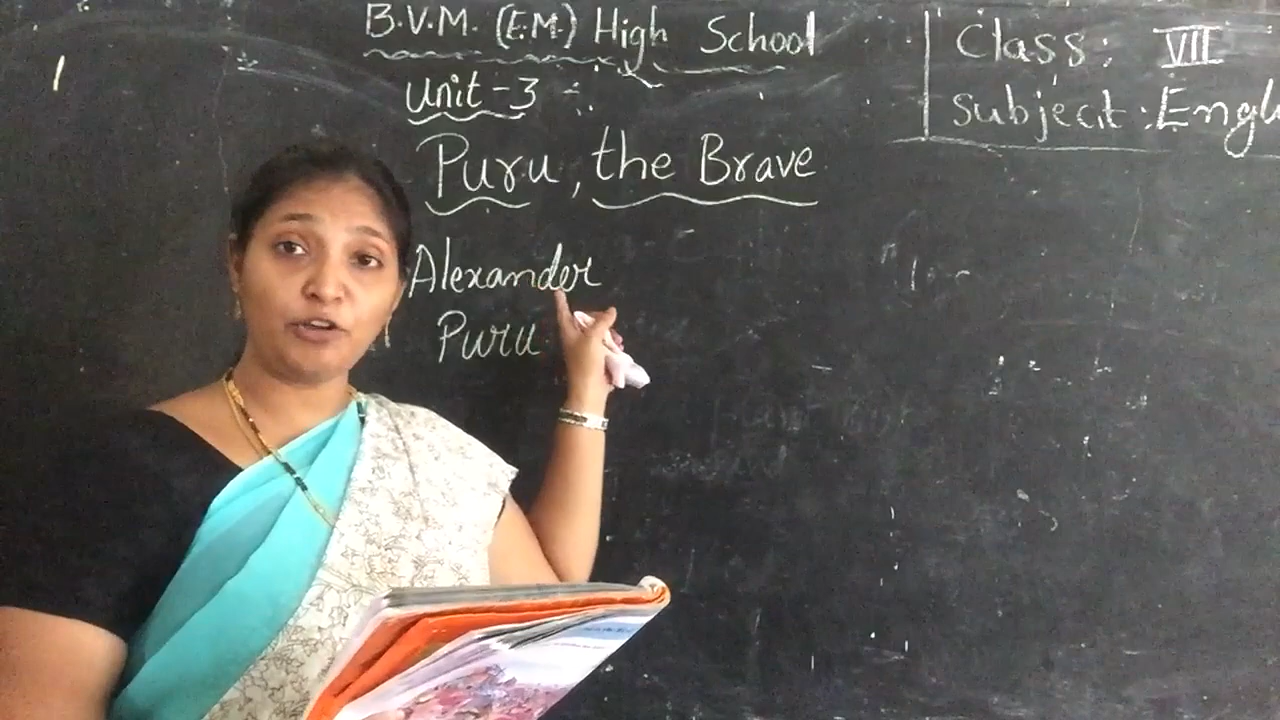 B.V.M. (E.M.) High School
Class: VII
Unit-3 :
Subject: Engl
Puru, the Brave
Alexander
Puru